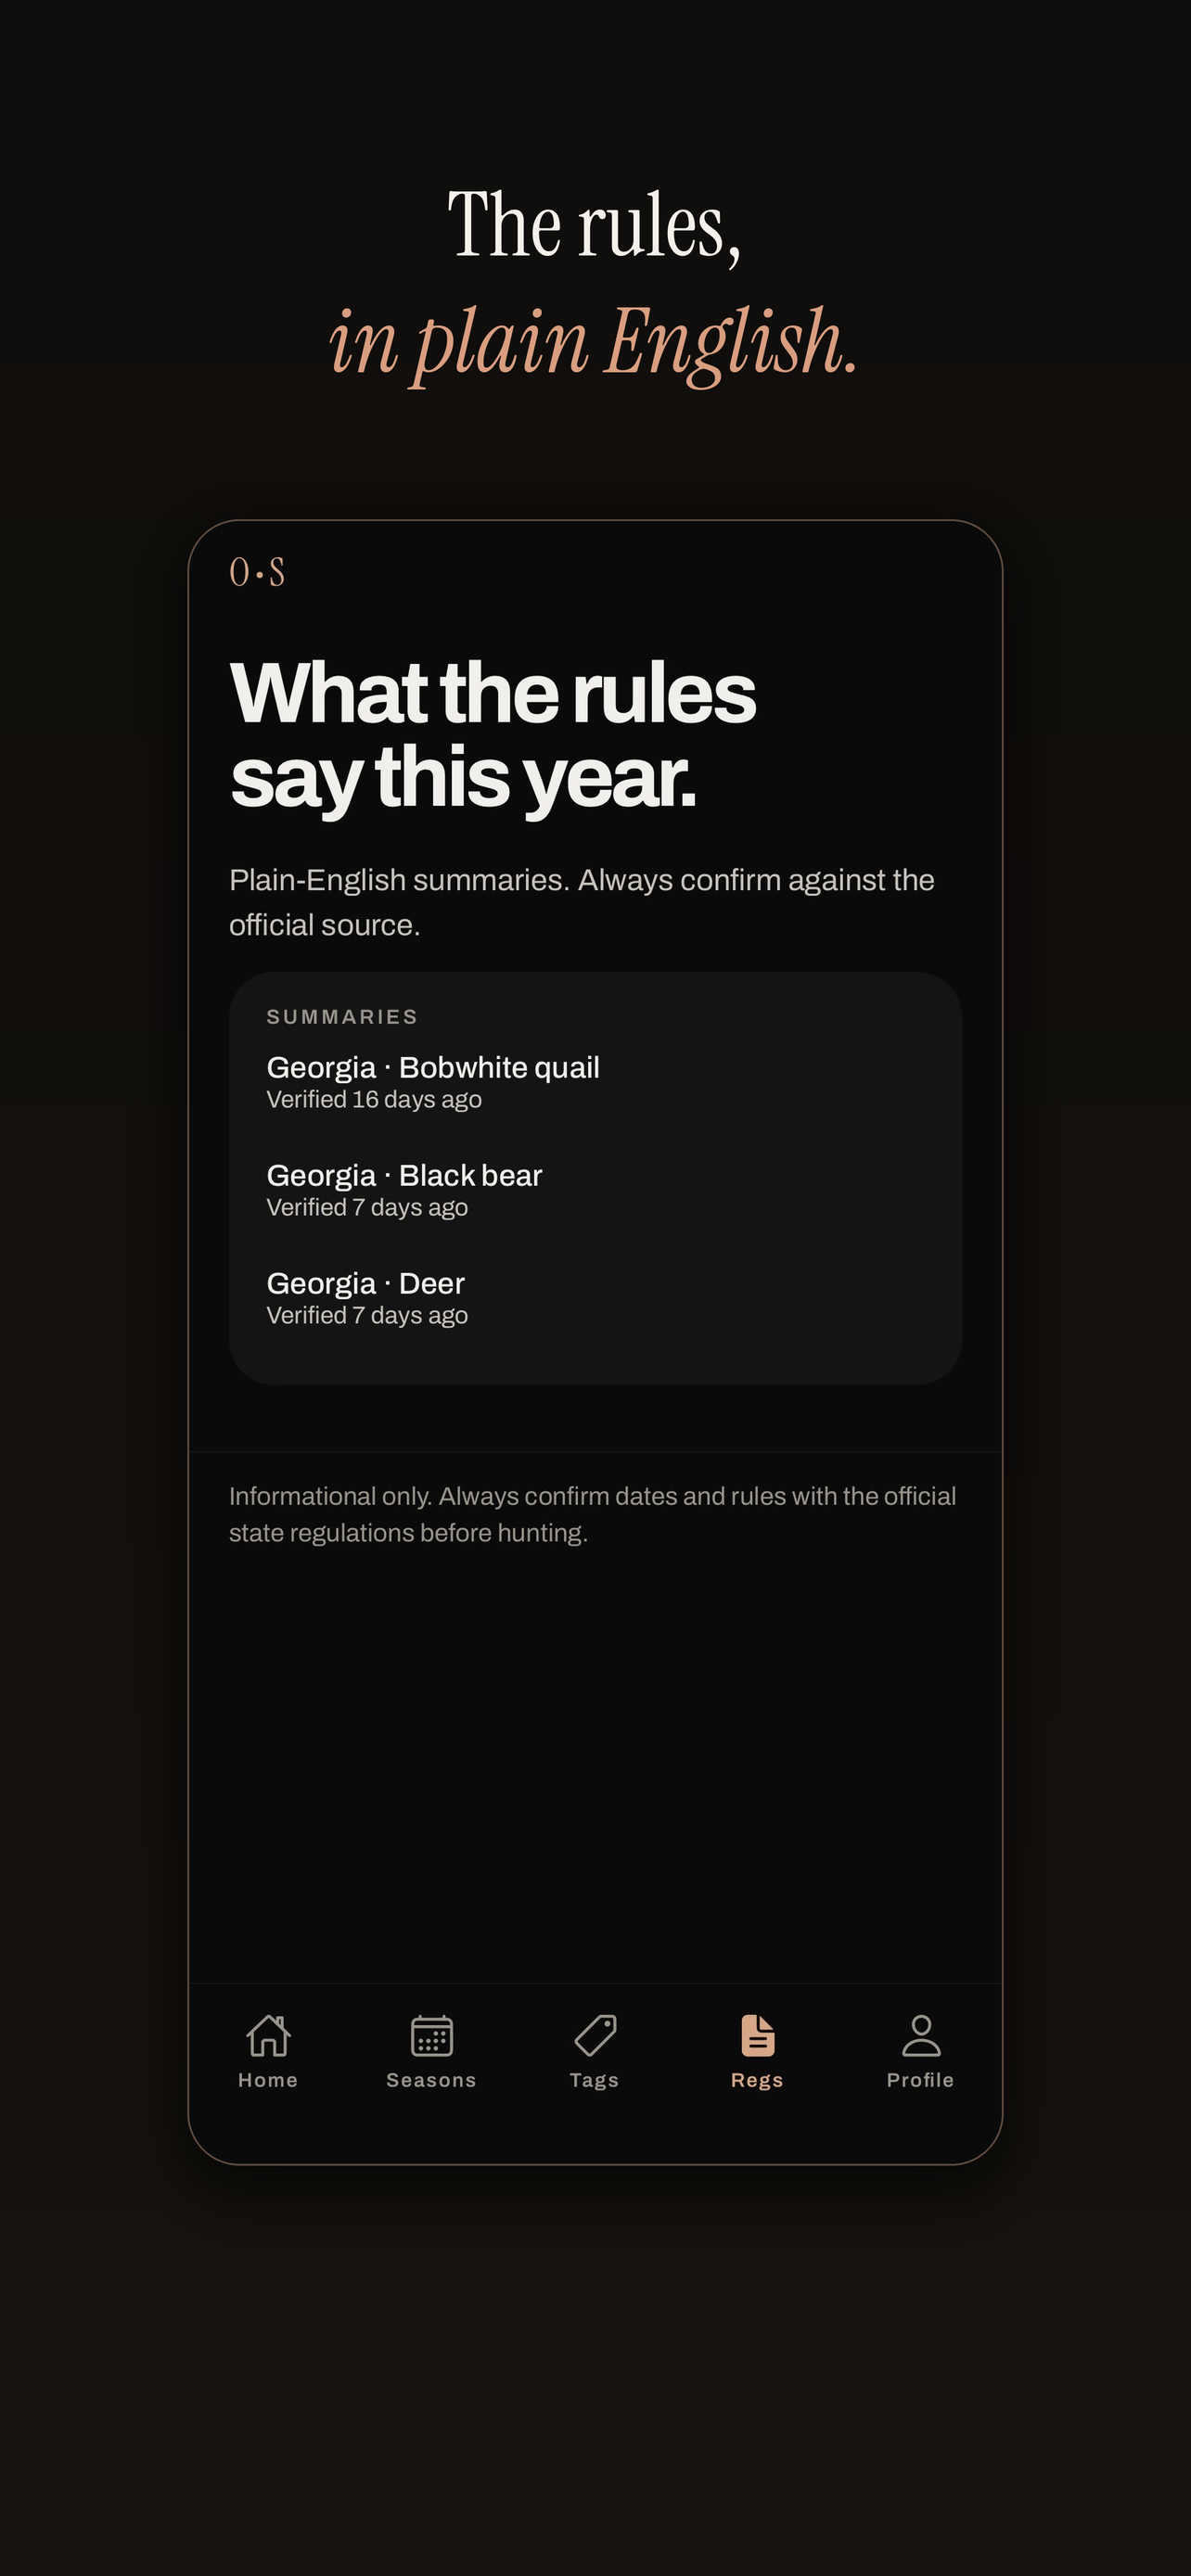 The rules,
in plain English.
O·S
What the rules
say this year.
Plain-English summaries. Always confirm against the
official source.
SUMMARIES
Georgia · Bobwhite quail
Verified 16 days ago
Georgia · Black bear
Verified 7 days ago
Georgia · Deer
Verified 7 days ago
Informational only. Always confirm dates and rules with the official
state regulations before hunting.
Home Seasons Tags Regs Profile